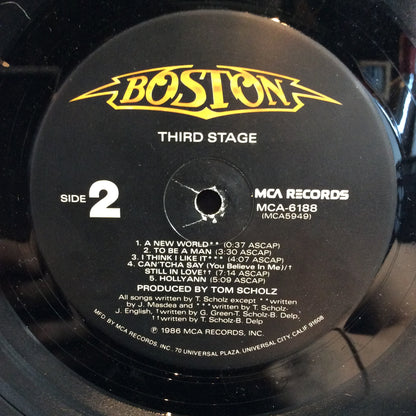 BOSTON
THIRD STAGE
SIDE 2
MCA RECORDS
MCA-6188
(MCA5949)
1. A NEW WORLD** (0:37 ASCAP)
2. TO BE A MAN (3:30 ASCAP)
3. I THINK I LIKE IT*** (4:07 ASCAP)
4. CAN'TCHA SAY (You Believe In Me)/†
STILL IN LOVE†† (7:14 ASCAP)
5. HOLLYANN (5:09 ASCAP)
PRODUCED BY TOM SCHOLZ
All songs written by T. Scholz except **written
by J. Masdea and ***written by T. Scholz-
J. English, †written by G. Green-T. Scholz-B. Delp,
††written by T. Scholz-B. Delp
℗ 1986 MCA RECORDS, INC.
MFD BY MCA RECORDS, INC. 70 UNIVERSAL PLAZA, UNIVERSAL CITY, CALIF. 91608